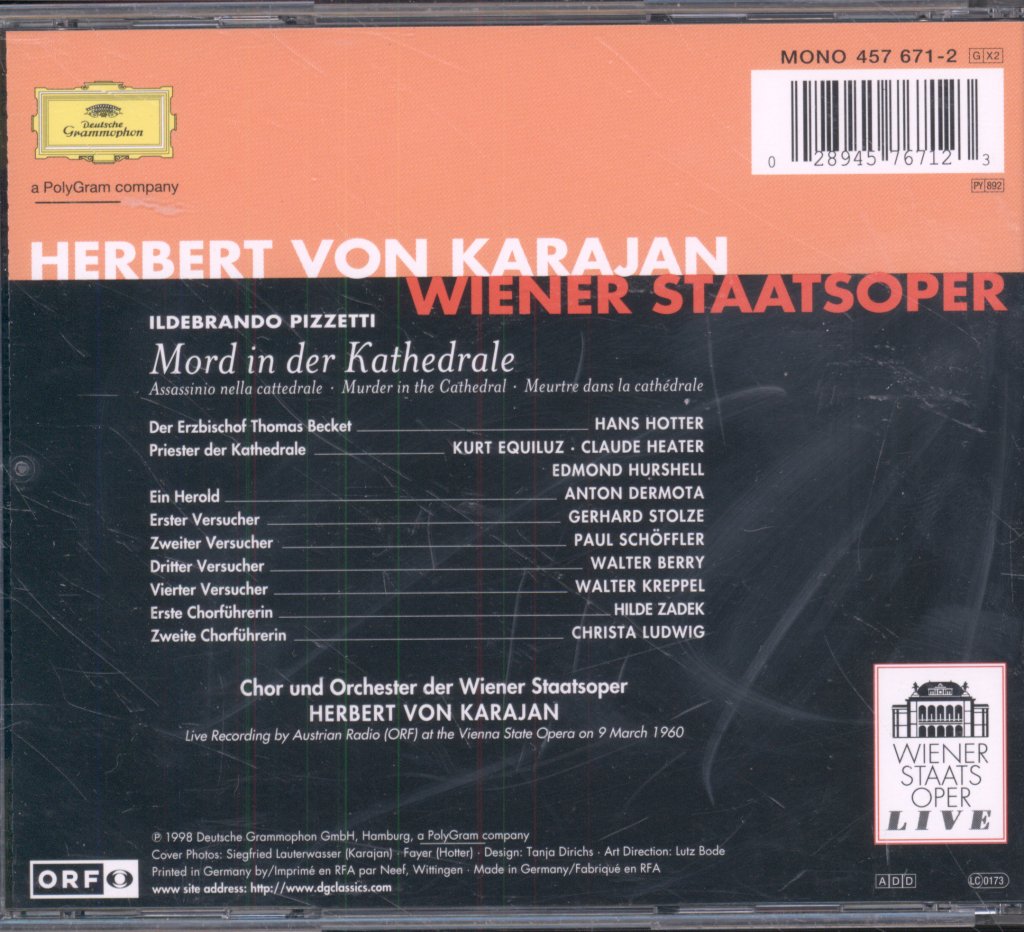 MONO 457 671-2 G X2
Deutsche
Grammophon
0 28945 76712 3
a PolyGram company
PY 892
HERBERT VON KARAJAN
WIENER STAATSOPER
ILDEBRANDO PIZZETTI
Mord in der Kathedrale
Assassinio nella cattedrale · Murder in the Cathedral · Meurtre dans la cathédrale
Der Erzbischof Thomas Becket HANS HOTTER
Priester der Kathedrale KURT EQUILUZ · CLAUDE HEATER
EDMOND HURSHELL
Ein Herold ANTON DERMOTA
Erster Versucher GERHARD STOLZE
Zweiter Versucher PAUL SCHÖFFLER
Dritter Versucher WALTER BERRY
Vierter Versucher WALTER KREPPEL
Erste Chorführerin HILDE ZADEK
Zweite Chorführerin CHRISTA LUDWIG
Chor und Orchester der Wiener Staatsoper
HERBERT VON KARAJAN
Live Recording by Austrian Radio (ORF) at the Vienna State Opera on 9 March 1960
WIENER
STAATS
OPER
LIVE
℗ 1998 Deutsche Grammophon GmbH, Hamburg, a PolyGram company
Cover Photos: Siegfried Lauterwasser (Karajan) · Fayer (Hotter) · Design: Tanja Dirichs · Art Direction: Lutz Bode
Printed in Germany by/Imprimé en RFA par Neef, Wittingen · Made in Germany/Fabriqué en RFA
www site address: http://www.dgclassics.com
ORF
ADD
LC 0173